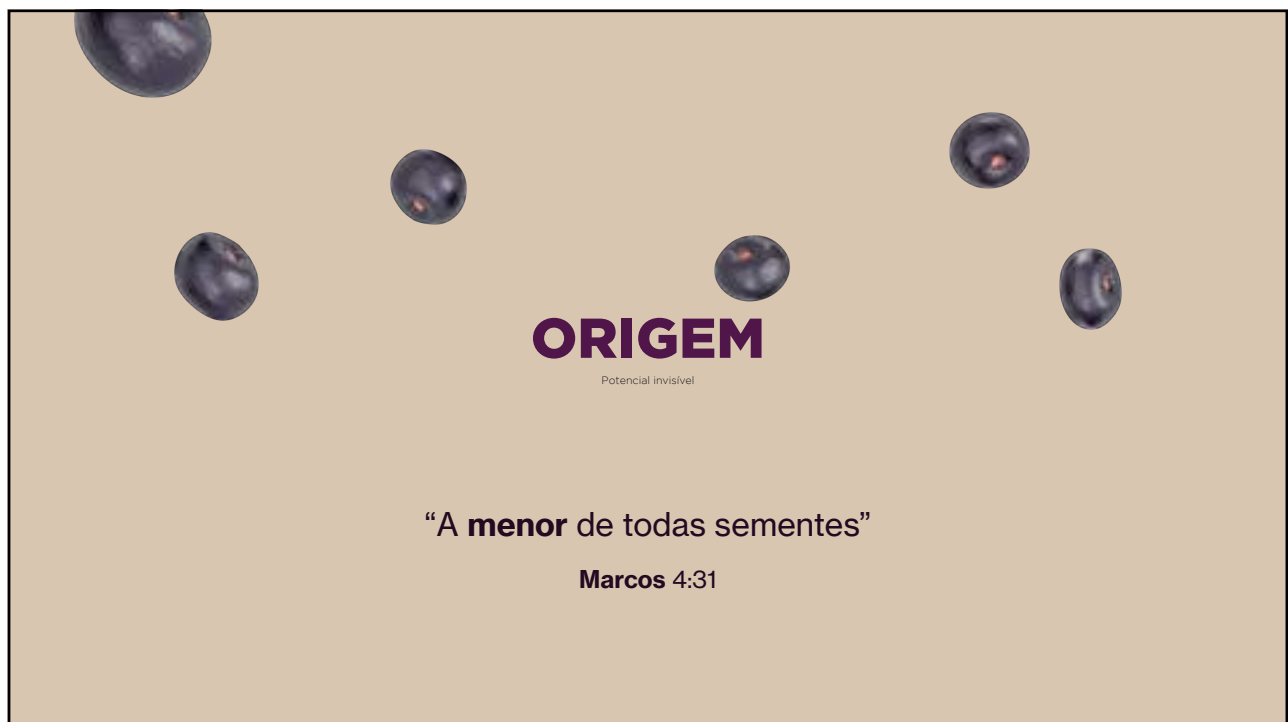 ORIGEM
Potencial invisível
“A menor de todas sementes”
Marcos 4:31